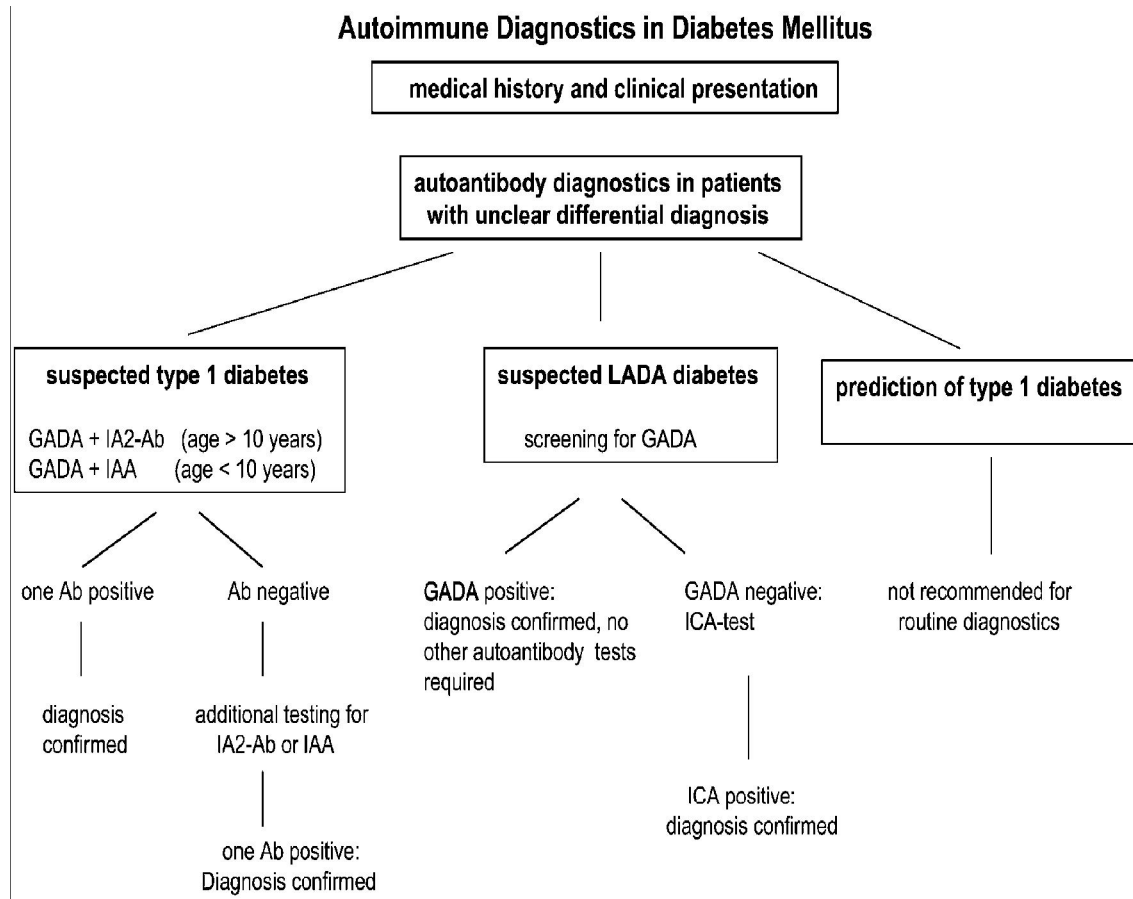 Autoimmune Diagnostics in Diabetes Mellitus
medical history and clinical presentation
autoantibody diagnostics in patients
with unclear differential diagnosis
suspected type 1 diabetes
GADA + IA2-Ab (age > 10 years)
GADA + IAA (age < 10 years)
suspected LADA diabetes
screening for GADA
prediction of type 1 diabetes
one Ab positive
Ab negative
GADA positive:
diagnosis confirmed, no
other autoantibody tests
required
GADA negative:
ICA-test
not recommended for
routine diagnostics
diagnosis
confirmed
additional testing for
IA2-Ab or IAA
ICA positive:
diagnosis confirmed
one Ab positive:
Diagnosis confirmed